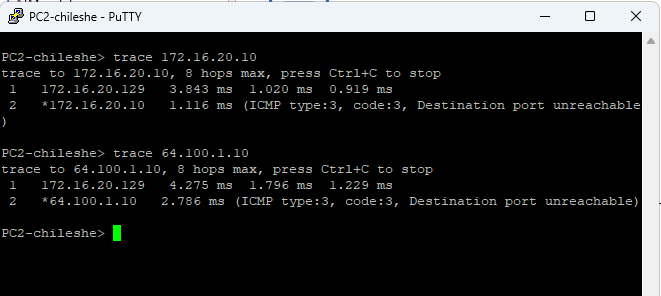 PC2-chileshe - PuTTY
PC2-chileshe> trace 172.16.20.10
trace to 172.16.20.10, 8 hops max, press Ctrl+C to stop
 1   172.16.20.129   3.843 ms  1.020 ms  0.919 ms
 2   *172.16.20.10   1.116 ms (ICMP type:3, code:3, Destination port unreachable
)
PC2-chileshe> trace 64.100.1.10
trace to 64.100.1.10, 8 hops max, press Ctrl+C to stop
 1   172.16.20.129   4.275 ms  1.796 ms  1.229 ms
 2   *64.100.1.10   2.786 ms (ICMP type:3, code:3, Destination port unreachable)
PC2-chileshe>